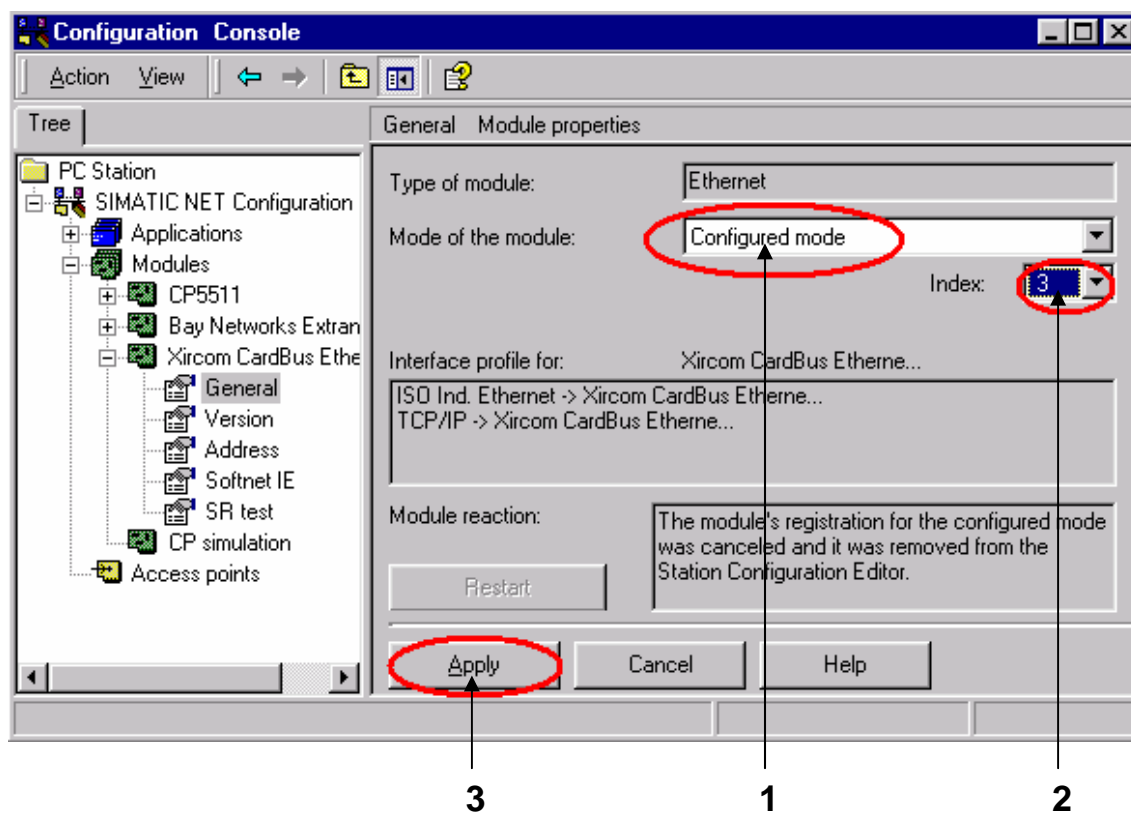 Configuration Console
Action View
Tree
General Module properties
PC Station
SIMATIC NET Configuration
Applications
Modules
CP5511
Bay Networks Extran
Xircom CardBus Ethe
General
Version
Address
Softnet IE
SR test
CP simulation
Access points
Type of module: Ethernet
Mode of the module: Configured mode
Index: 3
Interface profile for: Xircom CardBus Etherne...
ISO Ind. Ethernet -> Xircom CardBus Etherne...
TCP/IP -> Xircom CardBus Etherne...
Module reaction:
The module's registration for the configured mode
was canceled and it was removed from the
Station Configuration Editor.
Restart
Apply Cancel Help
3 1 2